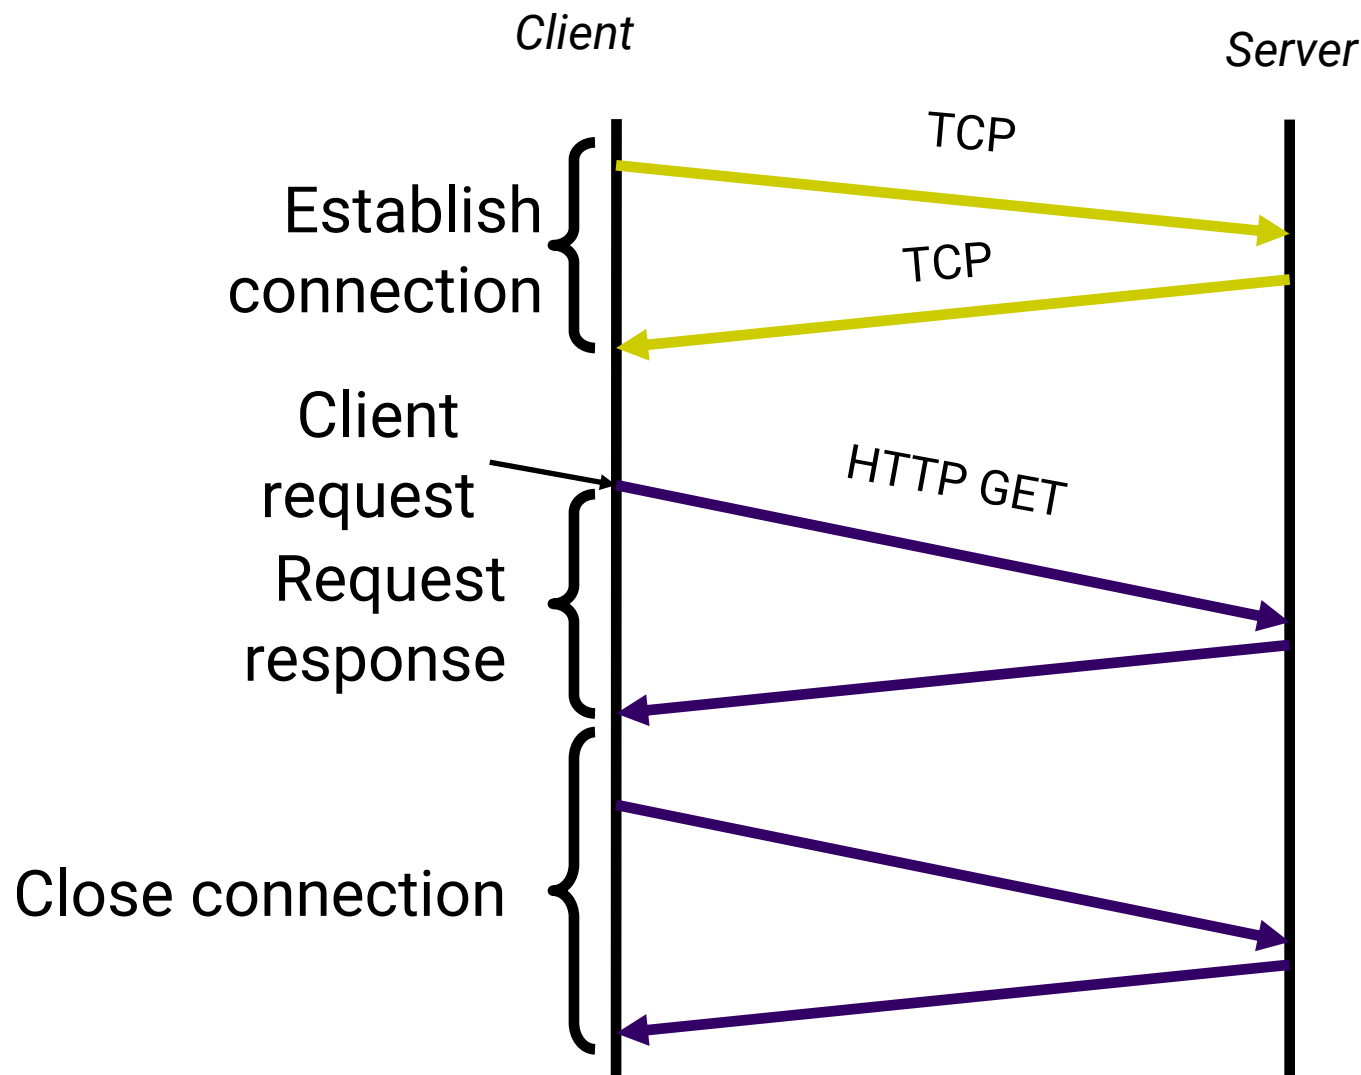 Client
Server
TCP
Establish
connection
TCP
Client
request
HTTP GET
Request
response
Close connection